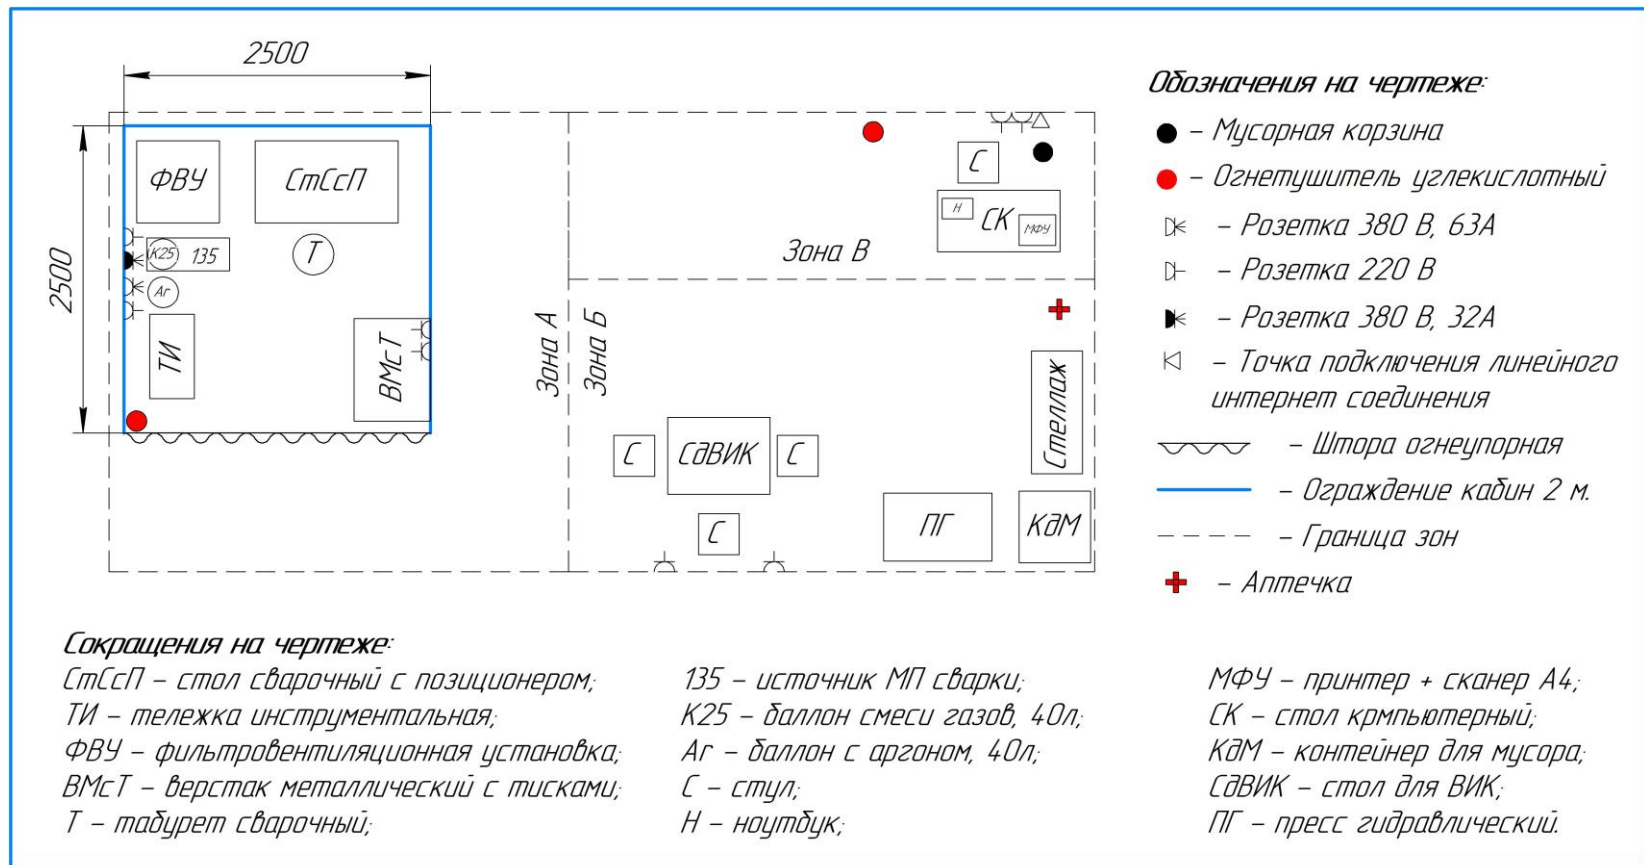 2500
2500
ФВУ
СтСсП
К25
135
Т
Аг
ТИ
ВМсТ
Зона А
Зона Б
Зона В
С
Н
СК
МФУ
С
СдВИК
С
С
ПГ
Стеллаж
КдМ
Обозначения на чертеже:
– Мусорная корзина
– Огнетушитель углекислотный
– Розетка 380 В, 63А
– Розетка 220 В
– Розетка 380 В, 32А
– Точка подключения линейного
интернет соединения
– Штора огнеупорная
– Ограждение кабин 2 м.
– Граница зон
– Аптечка
Сокращения на чертеже:
СтСсП – стол сварочный с позиционером;
ТИ – тележка инструментальная;
ФВУ – фильтровентиляционная установка;
ВМсТ – верстак металлический с тисками;
Т – табурет сварочный;
135 – источник МП сварки;
К25 – баллон смеси газов, 40л;
Аг – баллон с аргоном, 40л;
С – стул;
Н – ноутбук;
МФУ – принтер + сканер А4;
СК – стол крмпьютерный;
КдМ – контейнер для мусора;
СдВИК – стол для ВИК;
ПГ – пресс гидравлический.